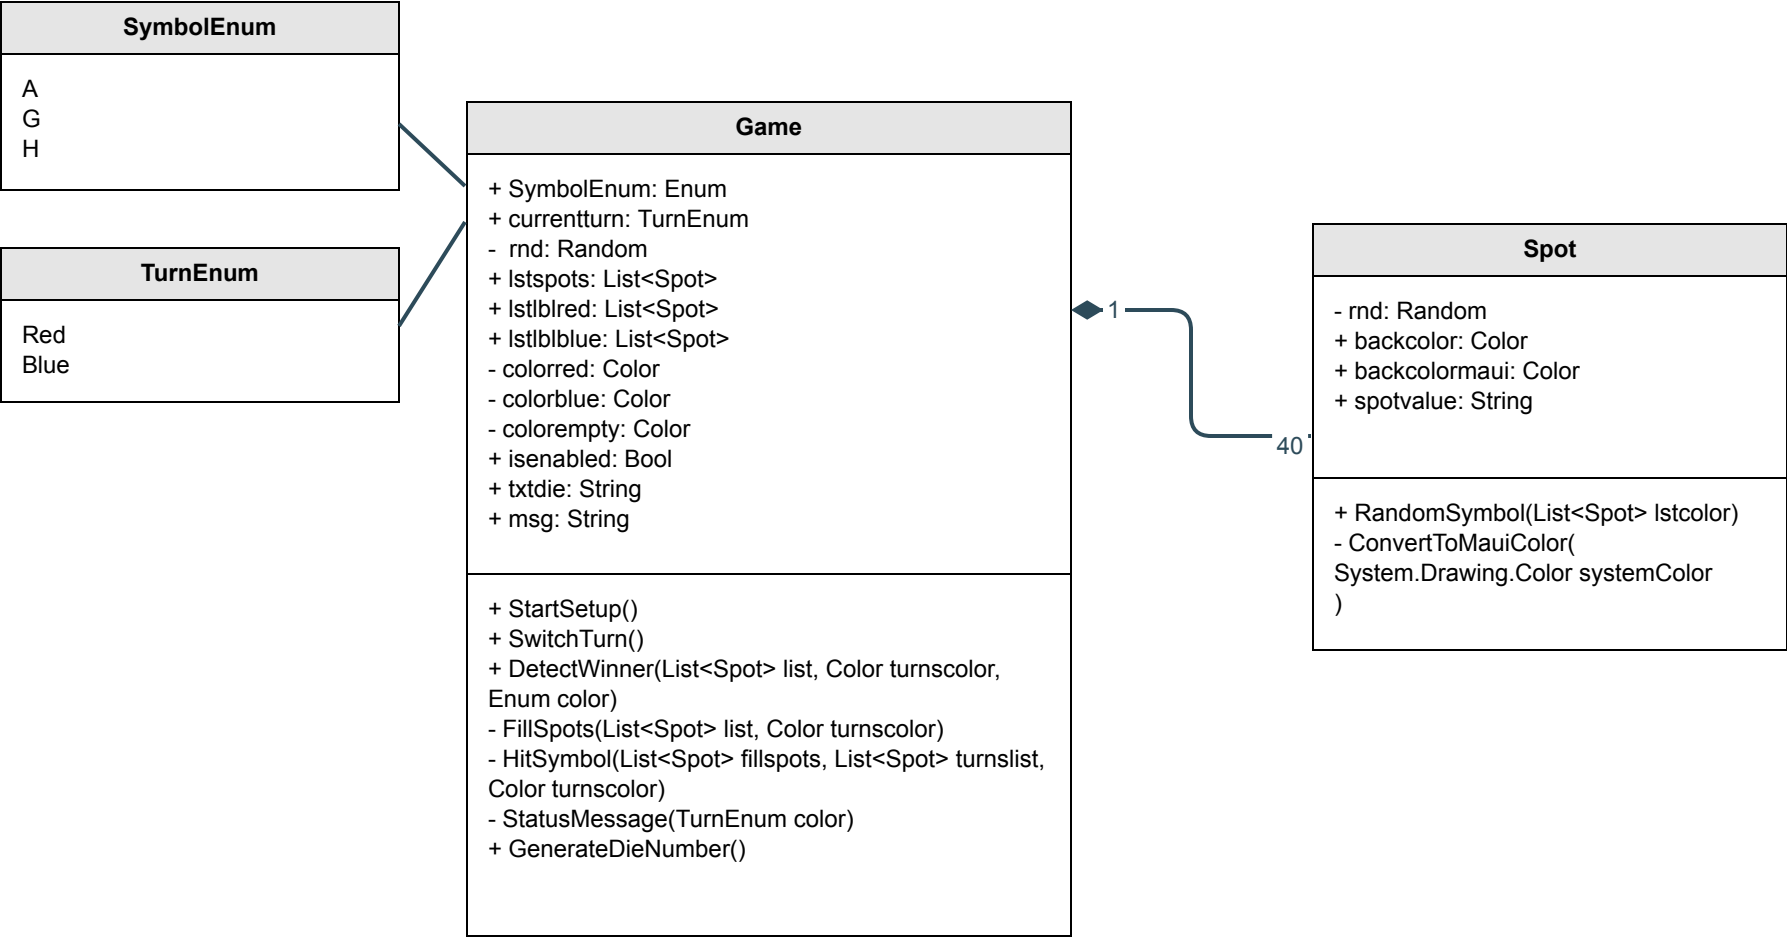 SymbolEnum
A
G
H
TurnEnum
Red
Blue
Game
+ SymbolEnum: Enum
+ currentturn: TurnEnum
-  rnd: Random
+ lstspots: List<Spot>
+ lstlblred: List<Spot>
+ lstlblblue: List<Spot>
- colorred: Color
- colorblue: Color
- colorempty: Color
+ isenabled: Bool
+ txtdie: String
+ msg: String
+ StartSetup()
+ SwitchTurn()
+ DetectWinner(List<Spot> list, Color turnscolor,
Enum color)
- FillSpots(List<Spot> list, Color turnscolor)
- HitSymbol(List<Spot> fillspots, List<Spot> turnslist,
Color turnscolor)
- StatusMessage(TurnEnum color)
+ GenerateDieNumber()
1
40
Spot
- rnd: Random
+ backcolor: Color
+ backcolormaui: Color
+ spotvalue: String
+ RandomSymbol(List<Spot> lstcolor)
- ConvertToMauiColor(
System.Drawing.Color systemColor
)